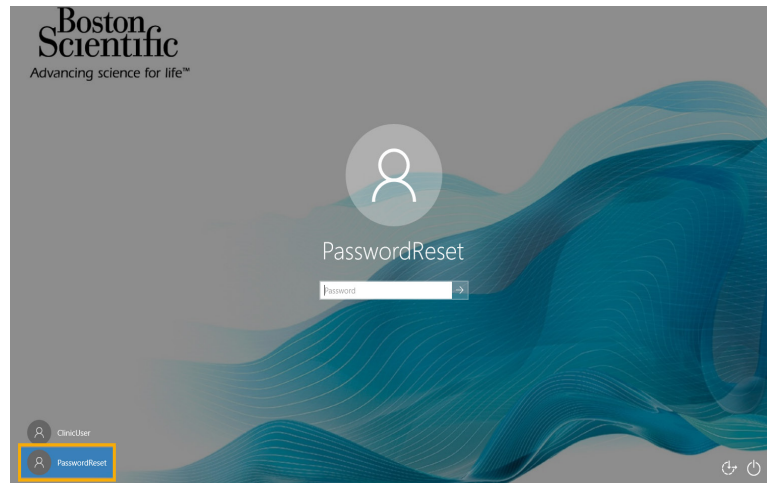 Boston
Scientific
Advancing science for life™
PasswordReset
Password
ClinicUser
PasswordReset